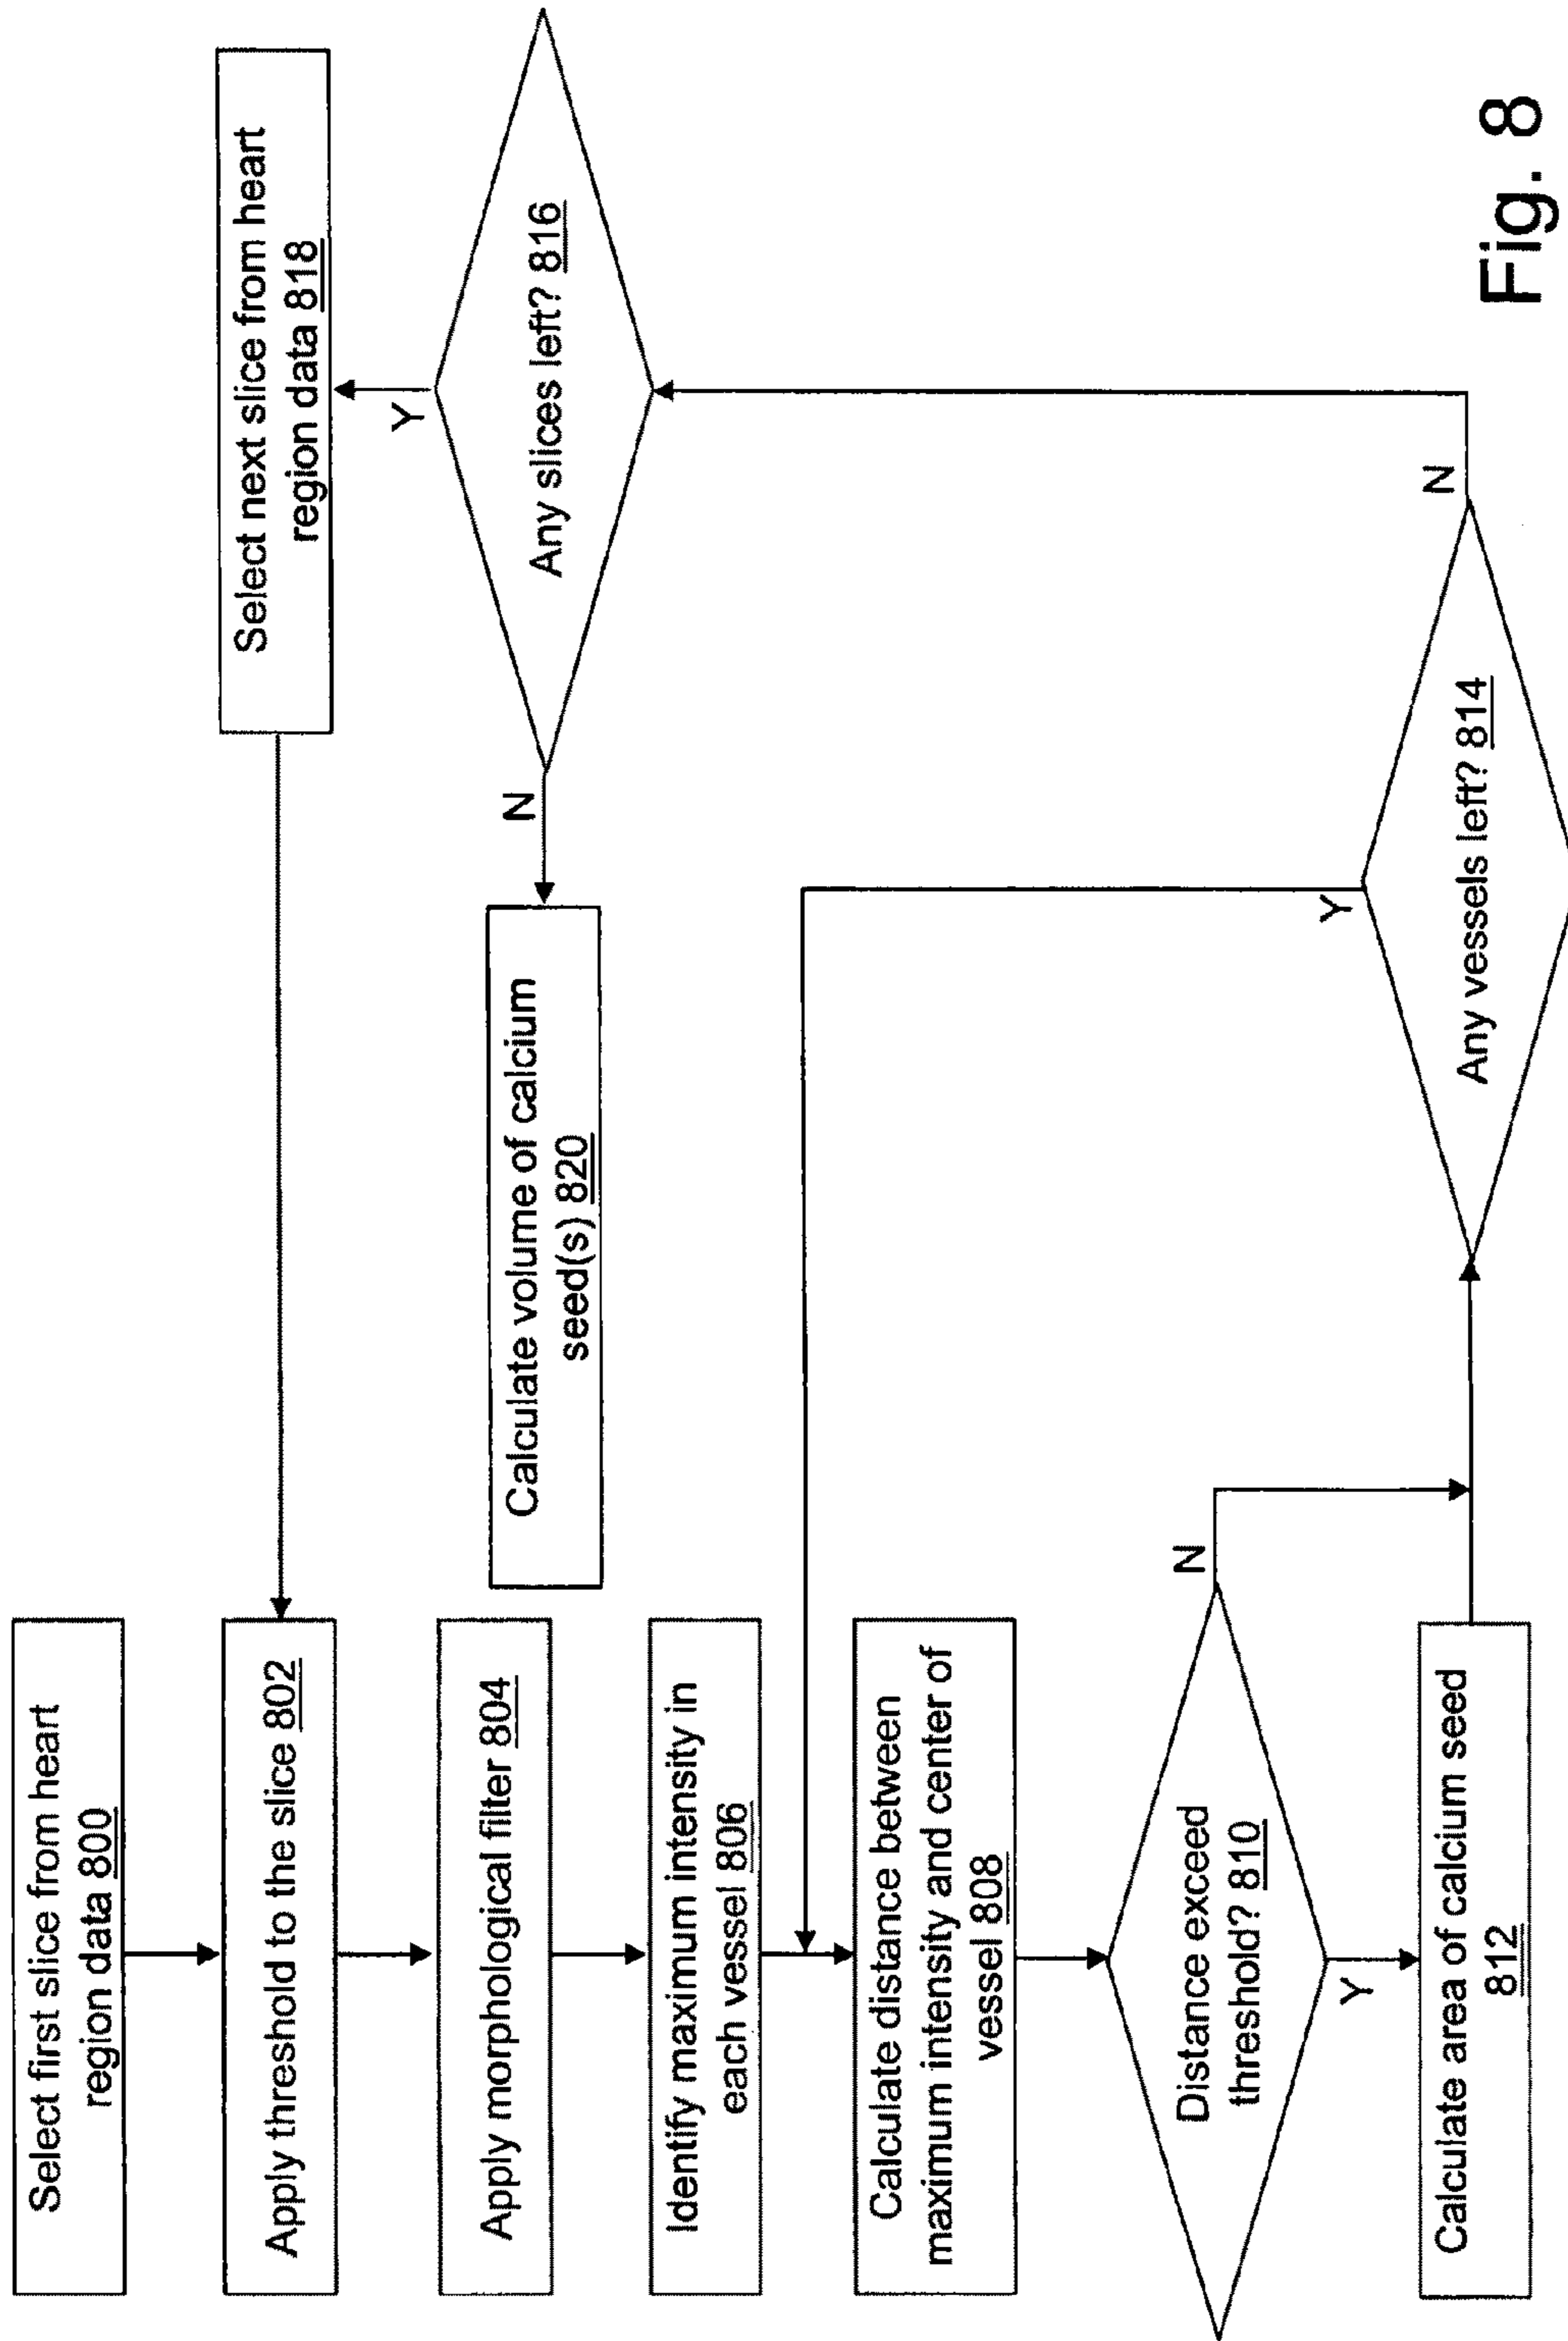 Select first slice from heart
region data 800
Apply threshold to the slice 802
Apply morphological filter 804
Identify maximum intensity in
each vessel 806
Calculate distance between
maximum intensity and center of
vessel 808
Distance exceed
threshold? 810
N
Y
Calculate area of calcium seed
812
Any vessels left? 814
Y
N
Any slices left? 816
Y
N
Select next slice from heart
region data 818
Calculate volume of calcium
seed(s) 820
Fig. 8